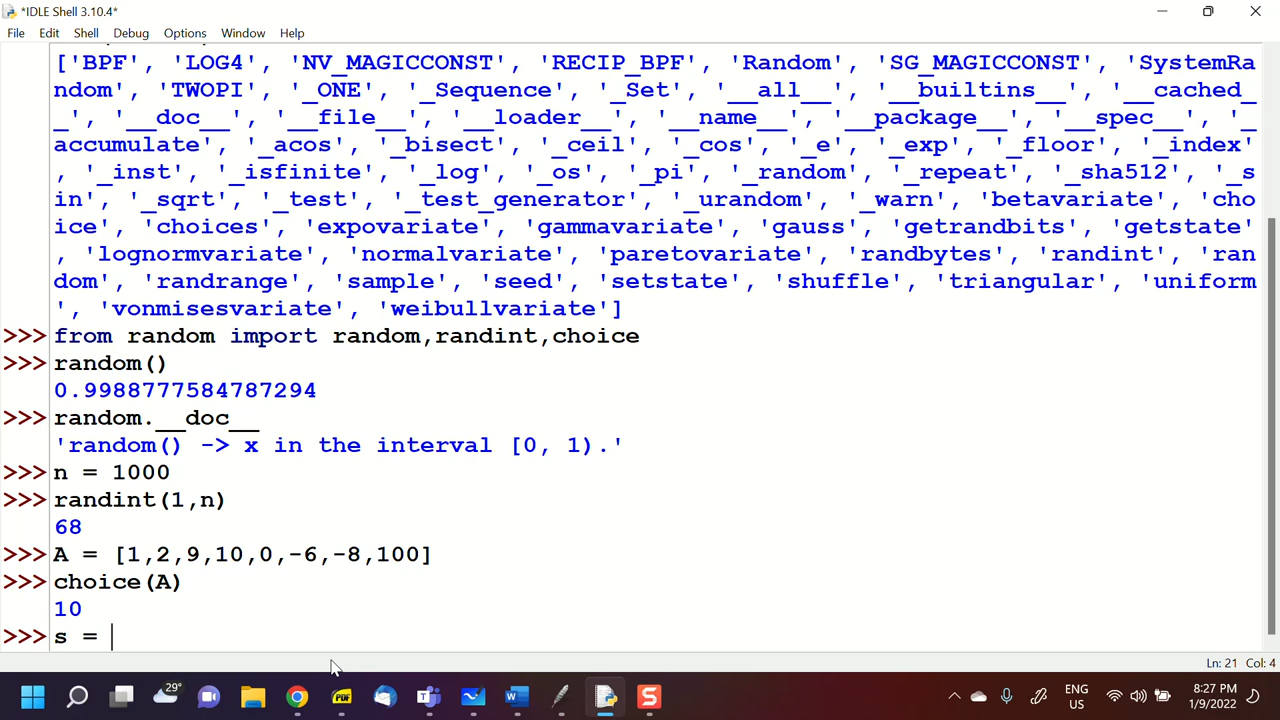 *IDLE Shell 3.10.4*
File Edit Shell Debug Options Window Help
['BPF', 'LOG4', 'NV_MAGICCONST', 'RECIP_BPF', 'Random', 'SG_MAGICCONST', 'SystemRa
ndom', 'TWOPI', '_ONE', '_Sequence', '_Set', '__all__', '__builtins__', '__cached_
_', '__doc__', '__file__', '__loader__', '__name__', '__package__', '__spec__', '_
accumulate', '_acos', '_bisect', '_ceil', '_cos', '_e', '_exp', '_floor', '_index'
, '_inst', '_isfinite', '_log', '_os', '_pi', '_random', '_repeat', '_sha512', '_s
in', '_sqrt', '_test', '_test_generator', '_urandom', '_warn', 'betavariate', 'cho
ice', 'choices', 'expovariate', 'gammavariate', 'gauss', 'getrandbits', 'getstate'
, 'lognormvariate', 'normalvariate', 'paretovariate', 'randbytes', 'randint', 'ran
dom', 'randrange', 'sample', 'seed', 'setstate', 'shuffle', 'triangular', 'uniform
', 'vonmisesvariate', 'weibullvariate']
>>> from random import random,randint,choice
>>> random()
0.9988777584787294
>>> random.__doc__
'random() -> x in the interval [0, 1).'
>>> n = 1000
>>> randint(1,n)
68
>>> A = [1,2,9,10,0,-6,-8,100]
>>> choice(A)
10
>>> s =
Ln: 21 Col: 4
29°
PDF
ENG
US
8:27 PM
1/9/2022